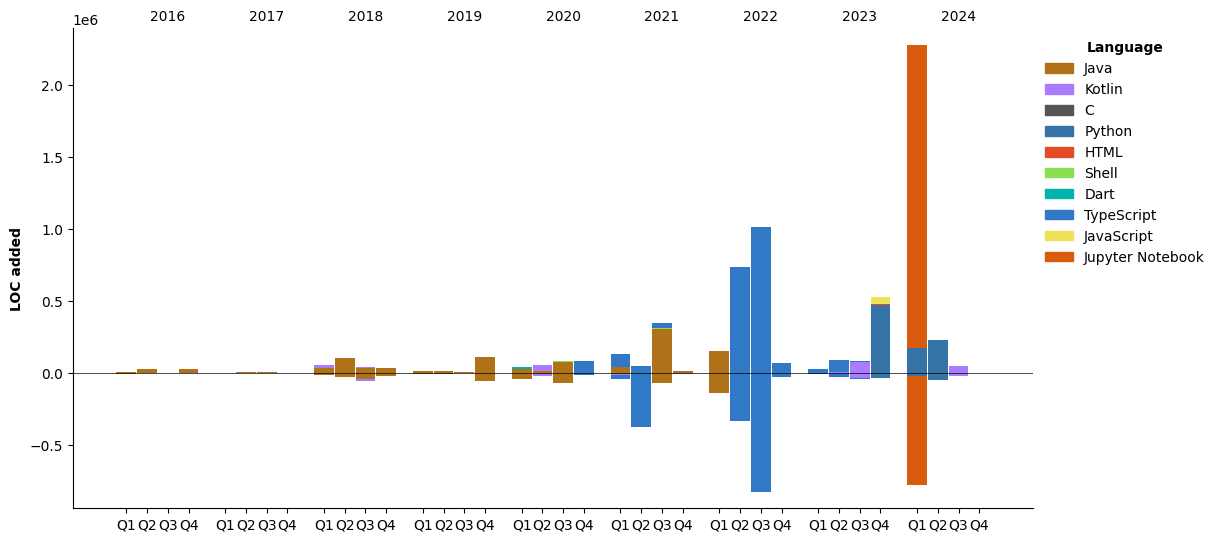 1e6
2016 2017 2018 2019 2020 2021 2022 2023 2024
2.0
1.5
1.0
0.5
0.0
−0.5
LOC added
Q1 Q2 Q3 Q4 Q1 Q2 Q3 Q4 Q1 Q2 Q3 Q4 Q1 Q2 Q3 Q4 Q1 Q2 Q3 Q4 Q1 Q2 Q3 Q4 Q1 Q2 Q3 Q4 Q1 Q2 Q3 Q4 Q1 Q2 Q3 Q4
Language
Java
Kotlin
C
Python
HTML
Shell
Dart
TypeScript
JavaScript
Jupyter Notebook